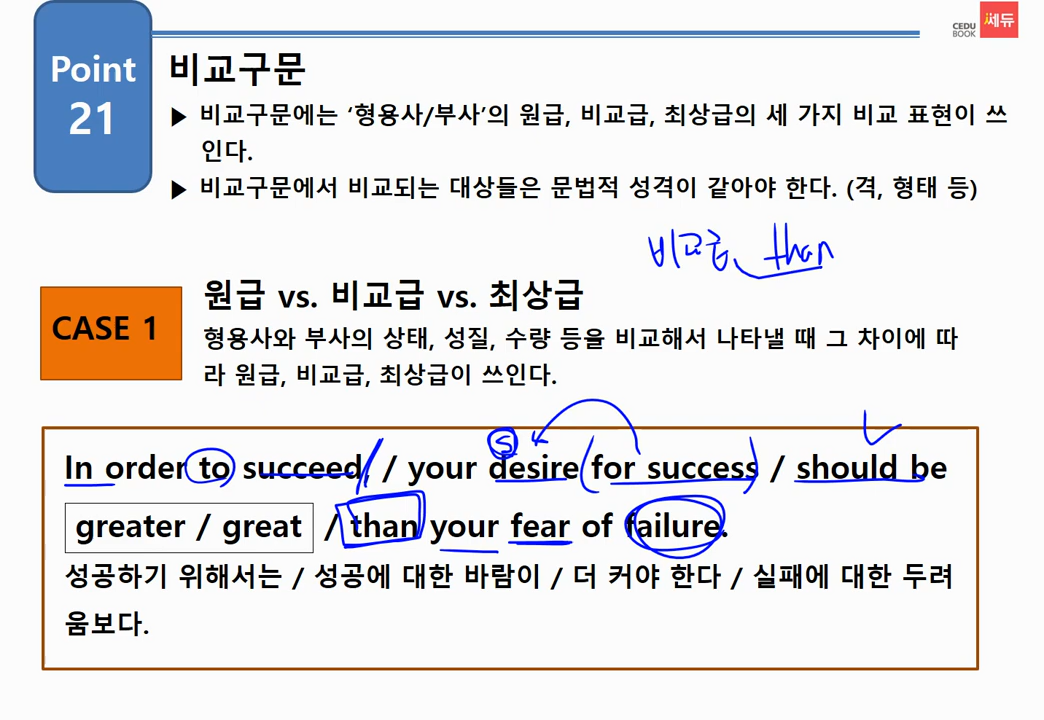 CEDU
BOOK
쎄듀
Point
21
비교구문
▶ 비교구문에는 ‘형용사/부사’의 원급, 비교급, 최상급의 세 가지 비교 표현이 쓰
인다.
▶ 비교구문에서 비교되는 대상들은 문법적 성격이 같아야 한다. (격, 형태 등)
비교급 than
CASE 1
원급 vs. 비교급 vs. 최상급
형용사와 부사의 상태, 성질, 수량 등을 비교해서 나타낼 때 그 차이에 따
라 원급, 비교급, 최상급이 쓰인다.
S
In order to succeed, / your desire for success / should be
greater / great / than your fear of failure.
성공하기 위해서는 / 성공에 대한 바람이 / 더 커야 한다 / 실패에 대한 두려
움보다.